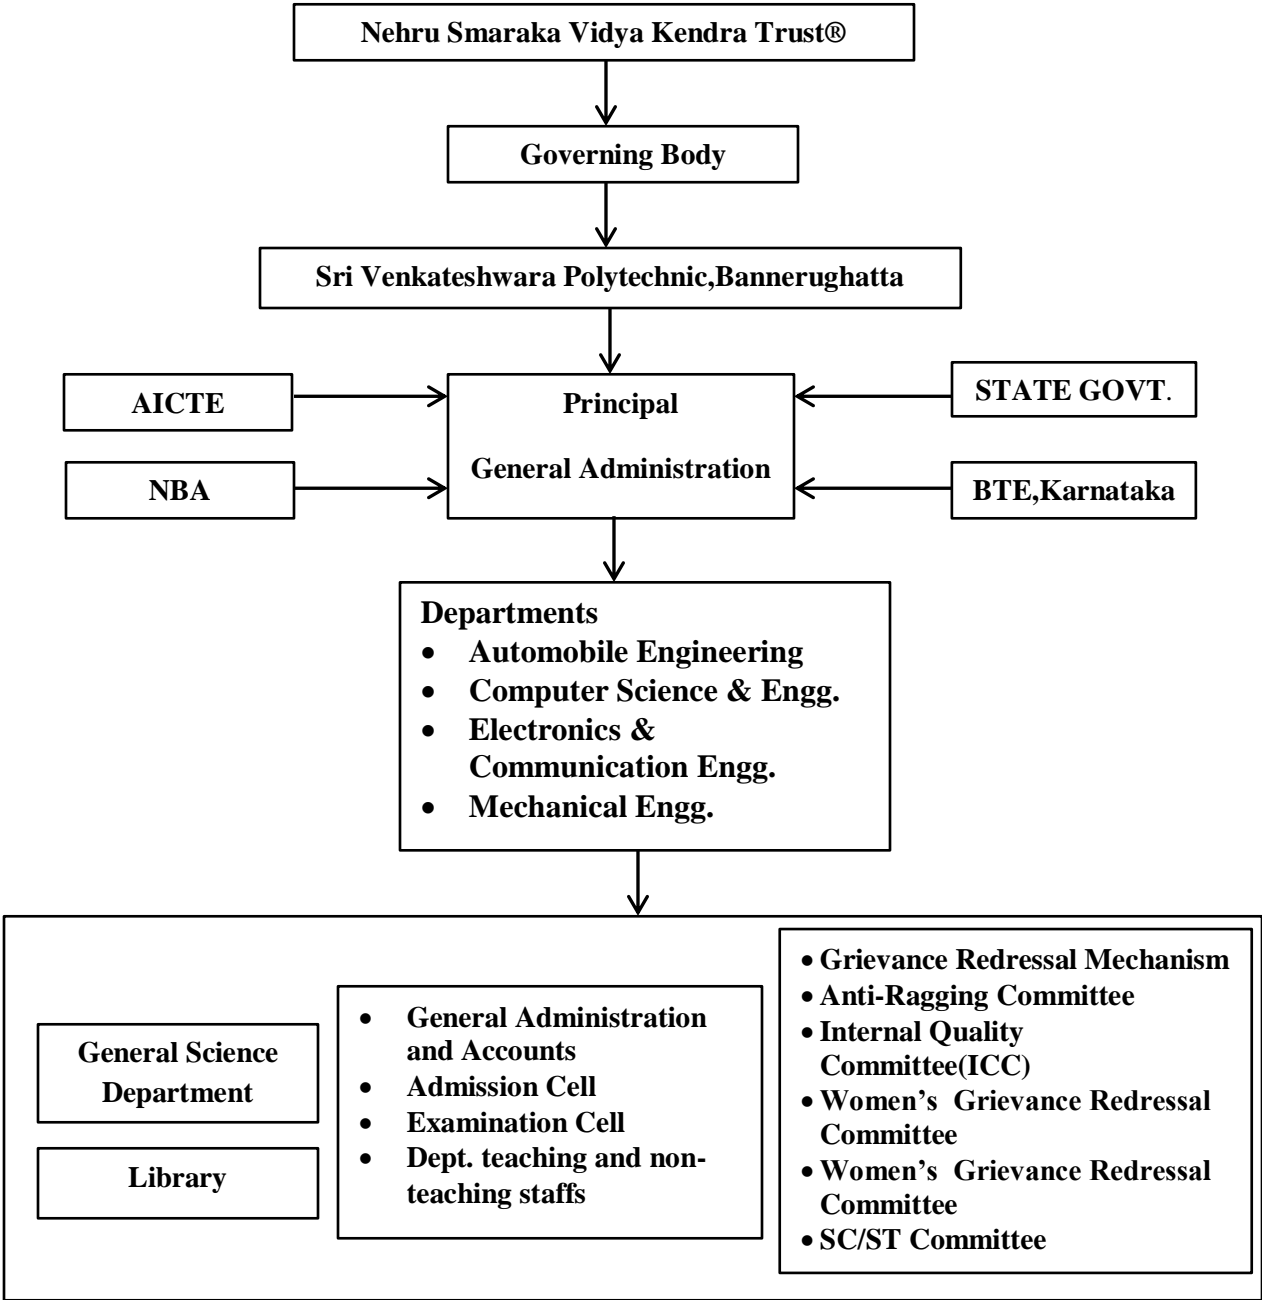 Nehru Smaraka Vidya Kendra Trust®
Governing Body
Sri Venkateshwara Polytechnic,Bannerughatta
AICTE
NBA
Principal
General Administration
STATE GOVT.
BTE,Karnataka
Departments
• Automobile Engineering
• Computer Science & Engg.
• Electronics &
Communication Engg.
• Mechanical Engg.
General Science
Department
Library
• General Administration
and Accounts
• Admission Cell
• Examination Cell
• Dept. teaching and non-
teaching staffs
• Grievance Redressal Mechanism
• Anti-Ragging Committee
• Internal Quality
Committee(ICC)
• Women’s  Grievance Redressal
Committee
• Women’s  Grievance Redressal
Committee
• SC/ST Committee